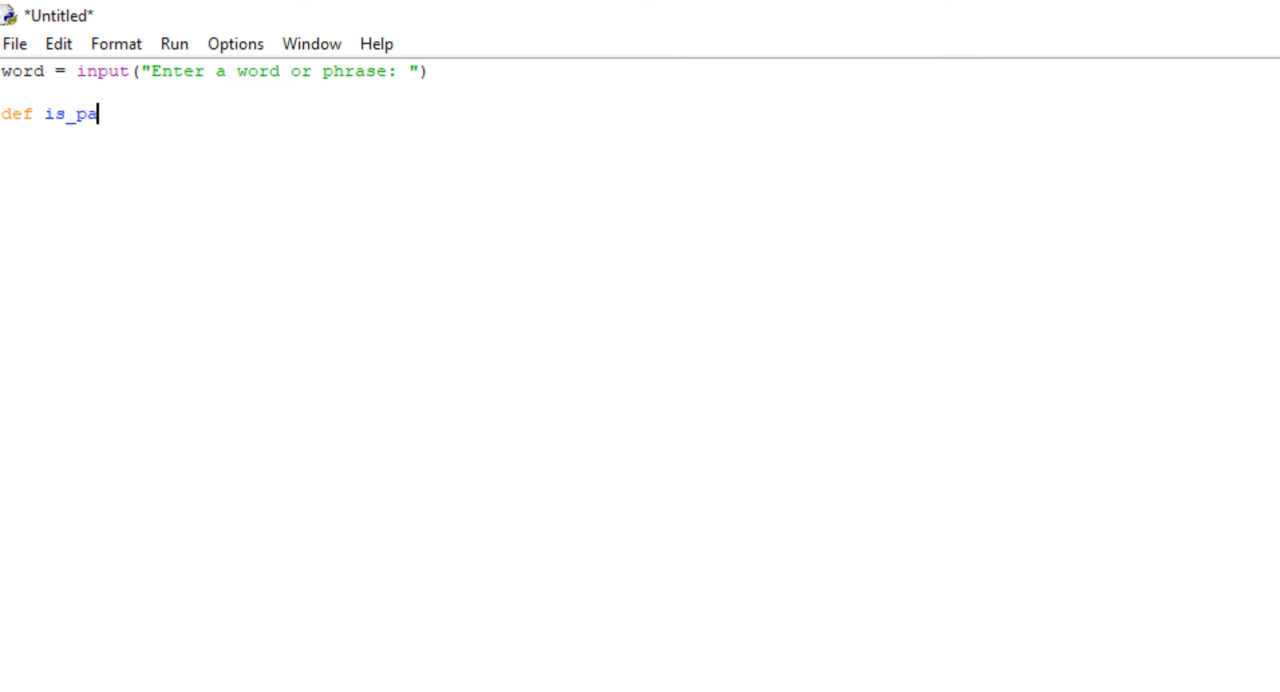 *Untitled*
File Edit Format Run Options Window Help
word = input("Enter a word or phrase: ")
def is_pa